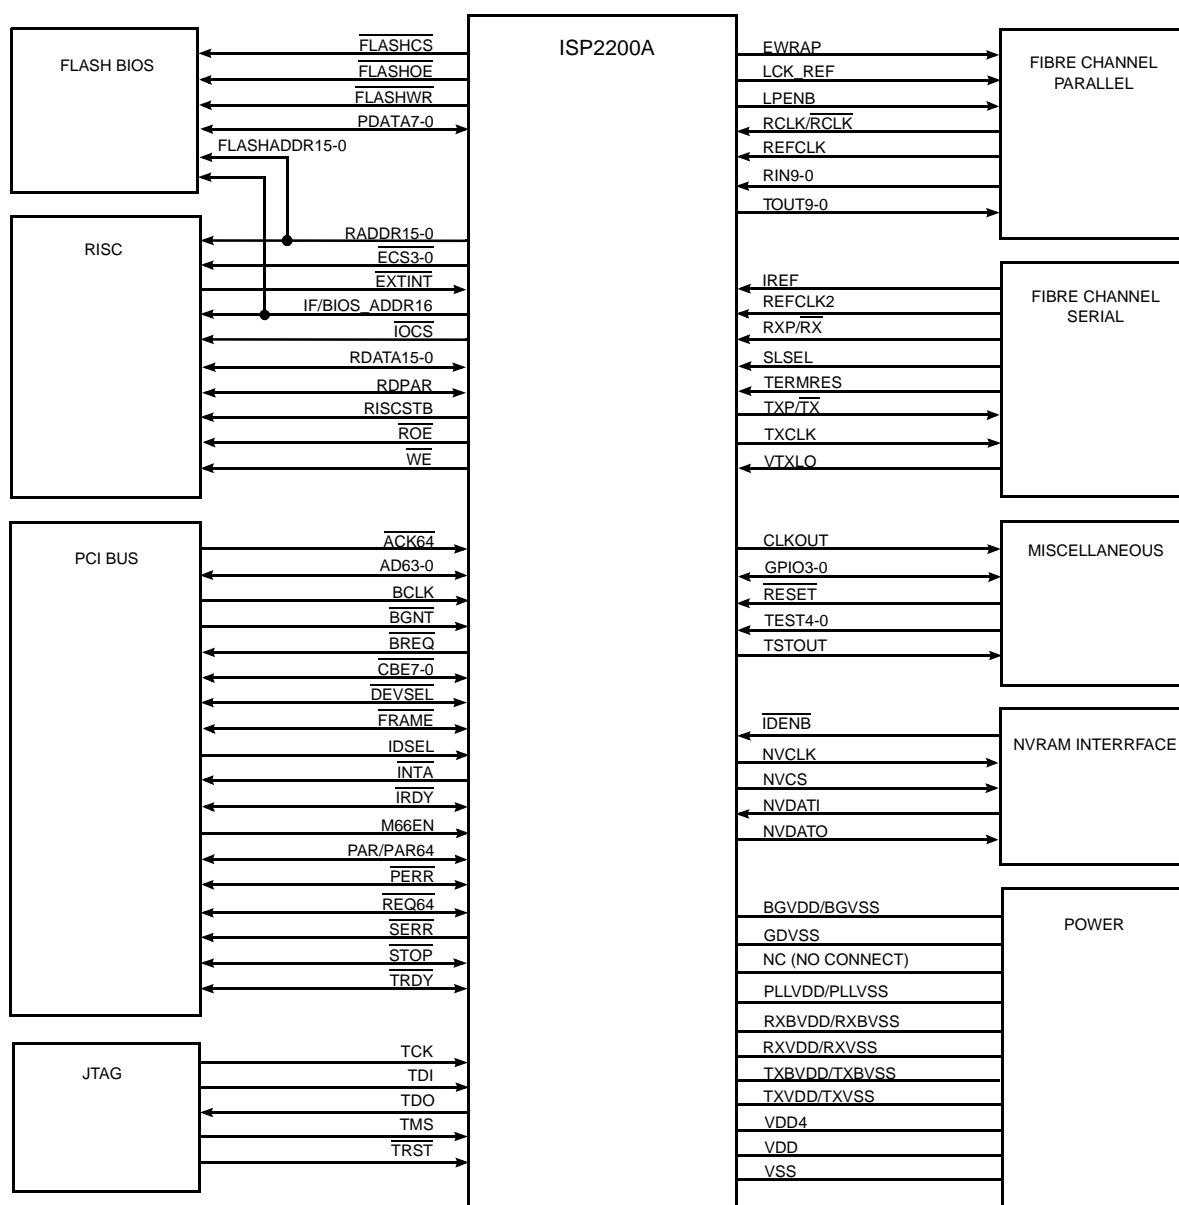 ISP2200A
FLASH BIOS
FLASHCS
FLASHOE
FLASHWR
PDATA7-0
FLASHADDR15-0
RISC
RADDR15-0
ECS3-0
EXTINT
IF/BIOS_ADDR16
IOCS
RDATA15-0
RDPAR
RISCSTB
ROE
WE
PCI BUS
ACK64
AD63-0
BCLK
BGNT
BREQ
CBE7-0
DEVSEL
FRAME
IDSEL
INTA
IRDY
M66EN
PAR/PAR64
PERR
REQ64
SERR
STOP
TRDY
JTAG
TCK
TDI
TDO
TMS
TRST
EWRAP
LCK_REF
LPENB
RCLK/RCLK
REFCLK
RIN9-0
TOUT9-0
FIBRE CHANNEL
PARALLEL
IREF
REFCLK2
RXP/RX
SLSEL
TERMRES
TXP/TX
TXCLK
VTXLO
FIBRE CHANNEL
SERIAL
CLKOUT
GPIO3-0
RESET
TEST4-0
TSTOUT
MISCELLANEOUS
IDENB
NVCLK
NVCS
NVDATI
NVDATO
NVRAM INTERRFACE
BGVDD/BGVSS
GDVSS
NC (NO CONNECT)
PLLVDD/PLLVSS
RXBVDD/RXBVSS
RXVDD/RXVSS
TXBVDD/TXBVSS
TXVDD/TXVSS
VDD4
VDD
VSS
POWER